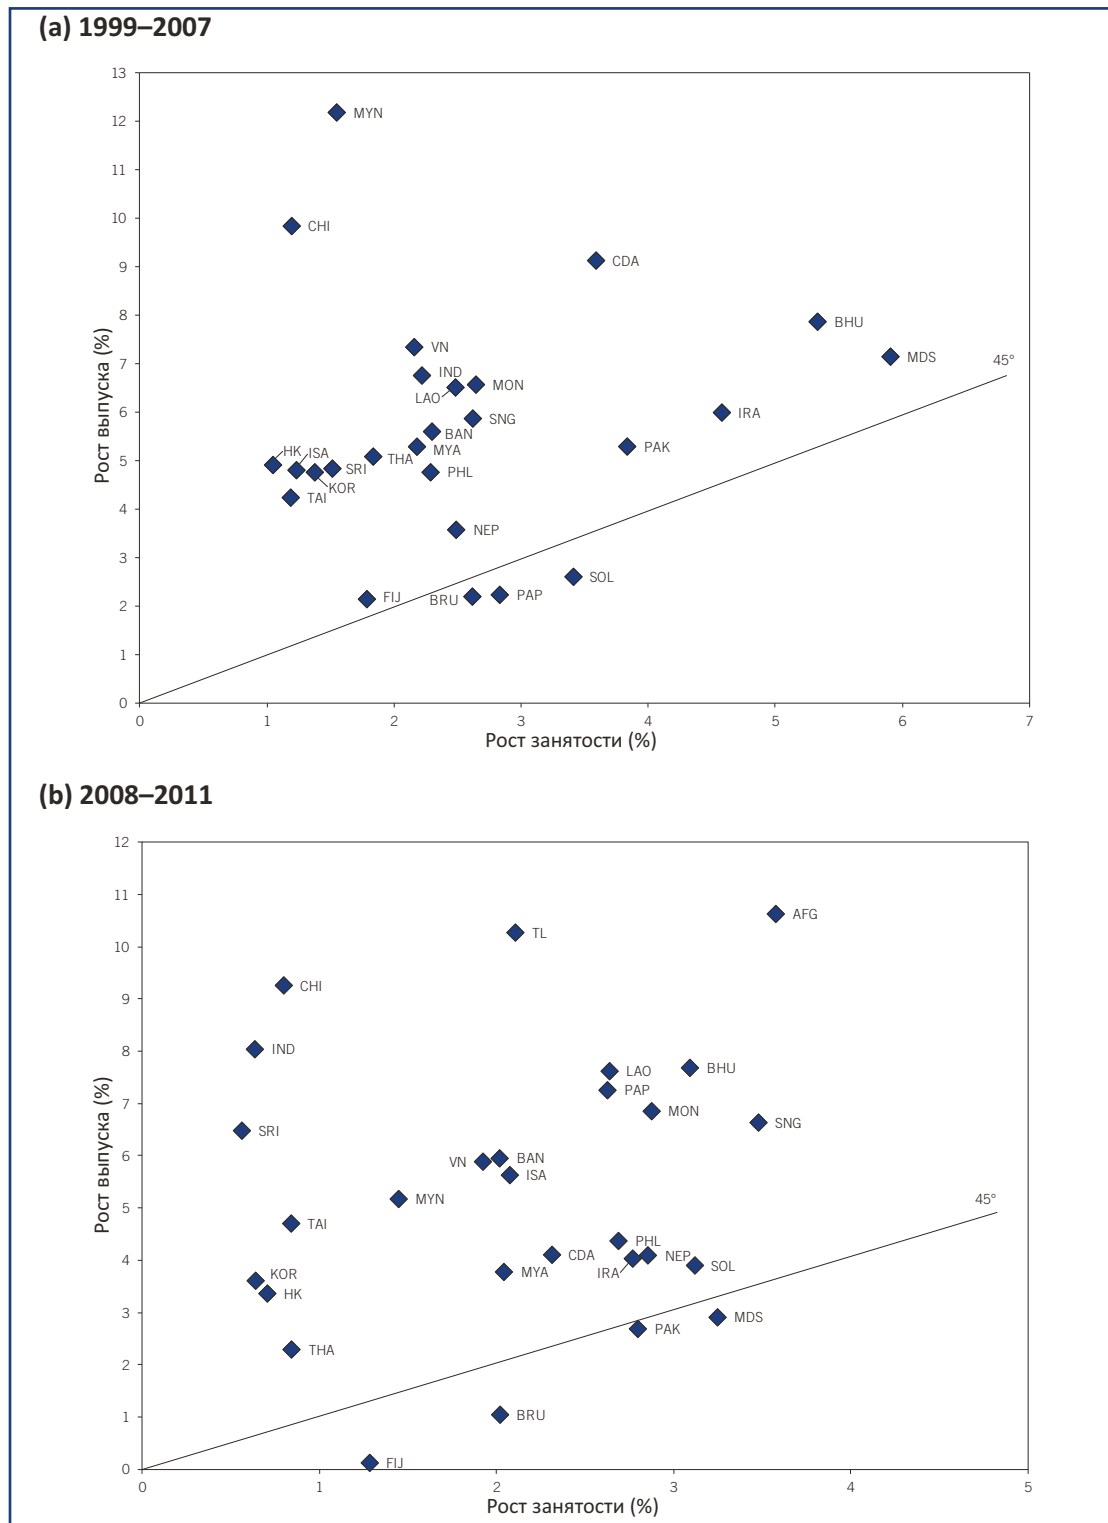 (a) 1999–2007
13
12
MYN
11
10
CHI
9
CDA
8
BHU
Рост выпуска (%)
7
VN
MDS
45°
IND
MON
LAO
6
IRA
SNG
BAN
5
HK
ISA
THA
MYA
PAK
SRI
PHL
KOR
4
TAI
NEP
3
SOL
2
FIJ
BRU
PAP
1
0
0 1 2 3 4 5 6 7
Рост занятости (%)
(b) 2008–2011
12
11
AFG
10
TL
9
CHI
8
IND
LAO
BHU
Рост выпуска (%)
7
PAP
MON
SNG
SRI
6
VN
BAN
ISA
5
MYN
45°
TAI
4
PHL
CDA
NEP
MYA
IRA
SOL
KOR
HK
3
MDS
PAK
2
THA
1
BRU
0
FIJ
0 1 2 3 4 5
Рост занятости (%)